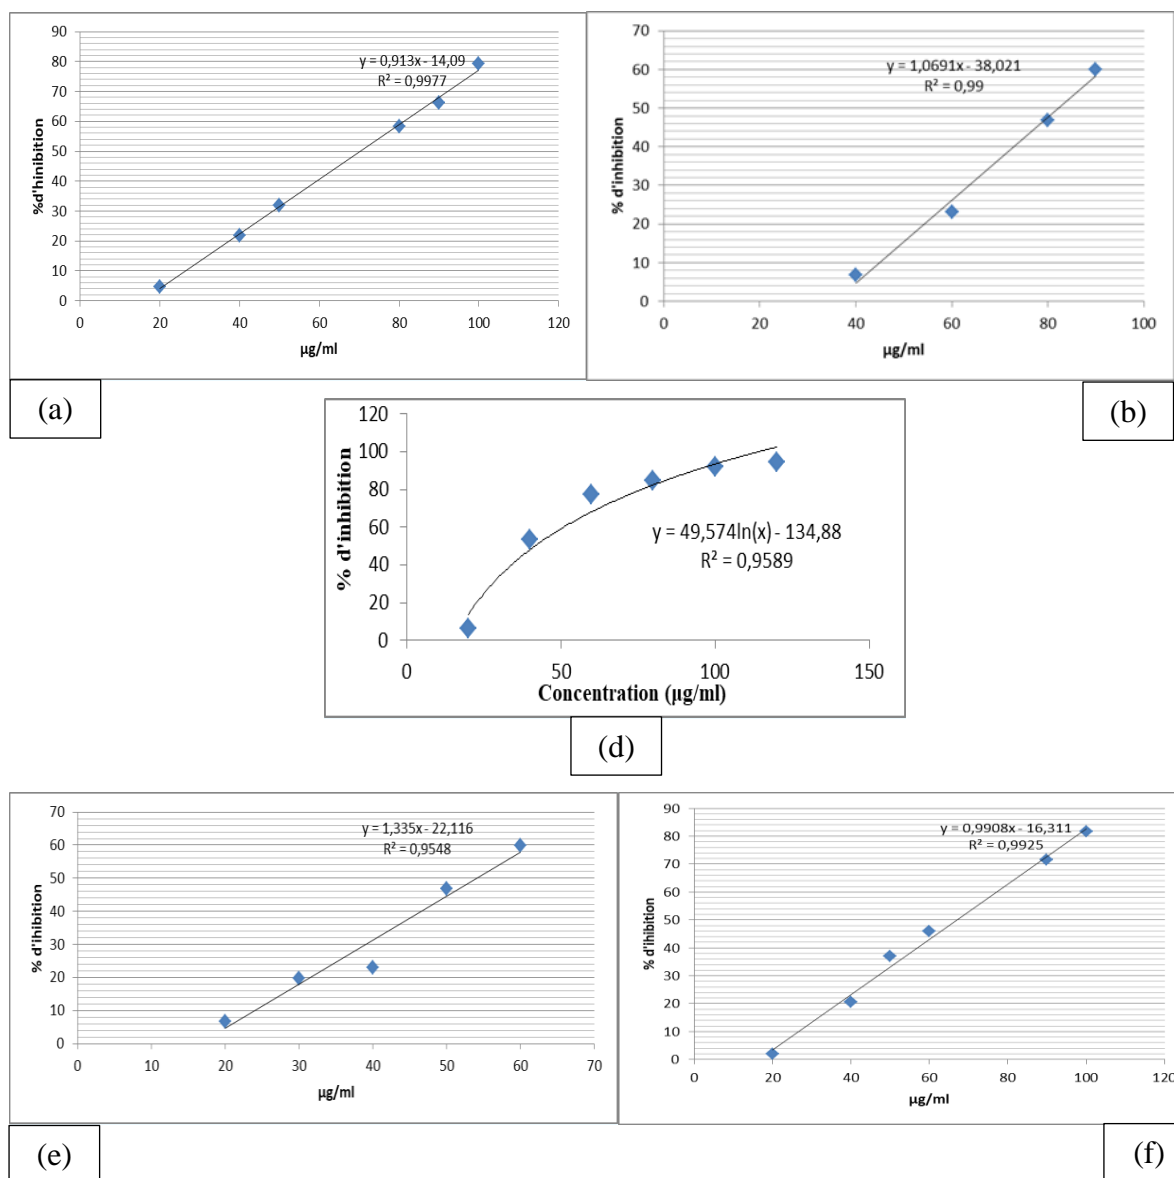 90
80
70
60
50
40
30
20
10
0
%d'hinibition
y = 0,913x - 14,09
R² = 0,9977
0 20 40 60 80 100 120
µg/ml
(a)
70
60
50
40
30
20
10
0
% d'inhibition
y = 1,0691x - 38,021
R² = 0,99
0 20 40 60 80 100
µg/ml
(b)
120
100
80
60
40
20
0
% d'inhibition
y = 49,574ln(x) - 134,88
R² = 0,9589
0 50 100 150
Concentration (µg/ml)
(d)
70
60
50
40
30
20
10
0
% d'ihibition
y = 1,335x - 22,116
R² = 0,9548
0 10 20 30 40 50 60 70
µg/ml
(e)
90
80
70
60
50
40
30
20
10
0
% d'ihibition
y = 0,9908x - 16,311
R² = 0,9925
0 20 40 60 80 100 120
µg/ml
(f)